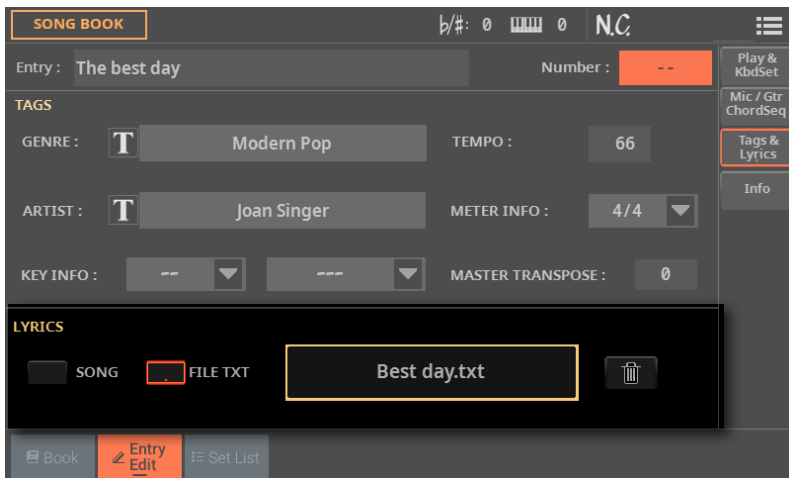 SONG BOOK
♭/#: 0
0
N.C.
Entry : The best day
Number : --
Play &
KbdSet
TAGS
Mic / Gtr
ChordSeq
GENRE : T Modern Pop
TEMPO : 66
Tags &
Lyrics
ARTIST : T Joan Singer
METER INFO : 4/4
Info
KEY INFO : -- ---
MASTER TRANSPOSE : 0
LYRICS
SONG
FILE TXT
Best day.txt
Book
Entry
Edit
Set List